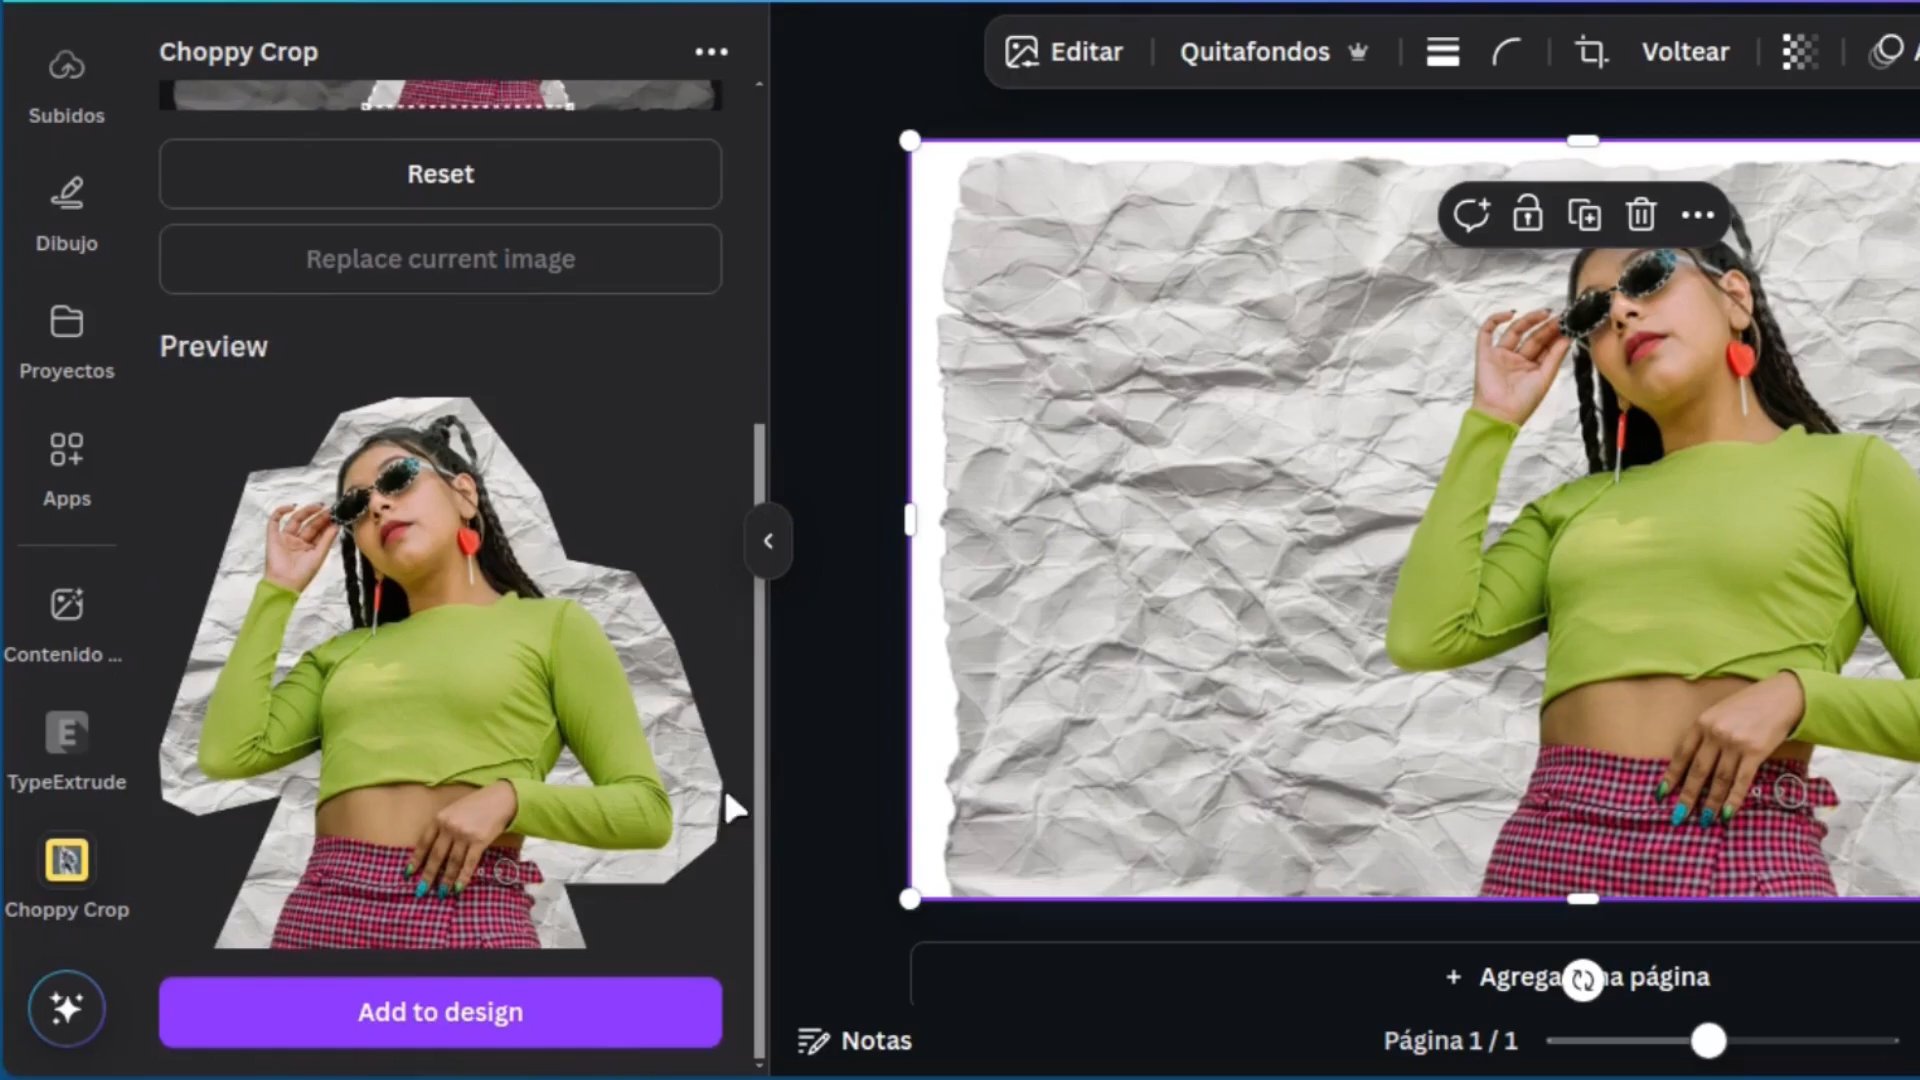 Choppy Crop
Subidos
Dibujo
Proyectos
Apps
Contenido ...
E
TypeExtrude
Choppy Crop
Reset
Replace current image
Preview
Add to design
Editar
Quitafondos
Voltear
+ Agrega na página
Notas
Página 1 / 1